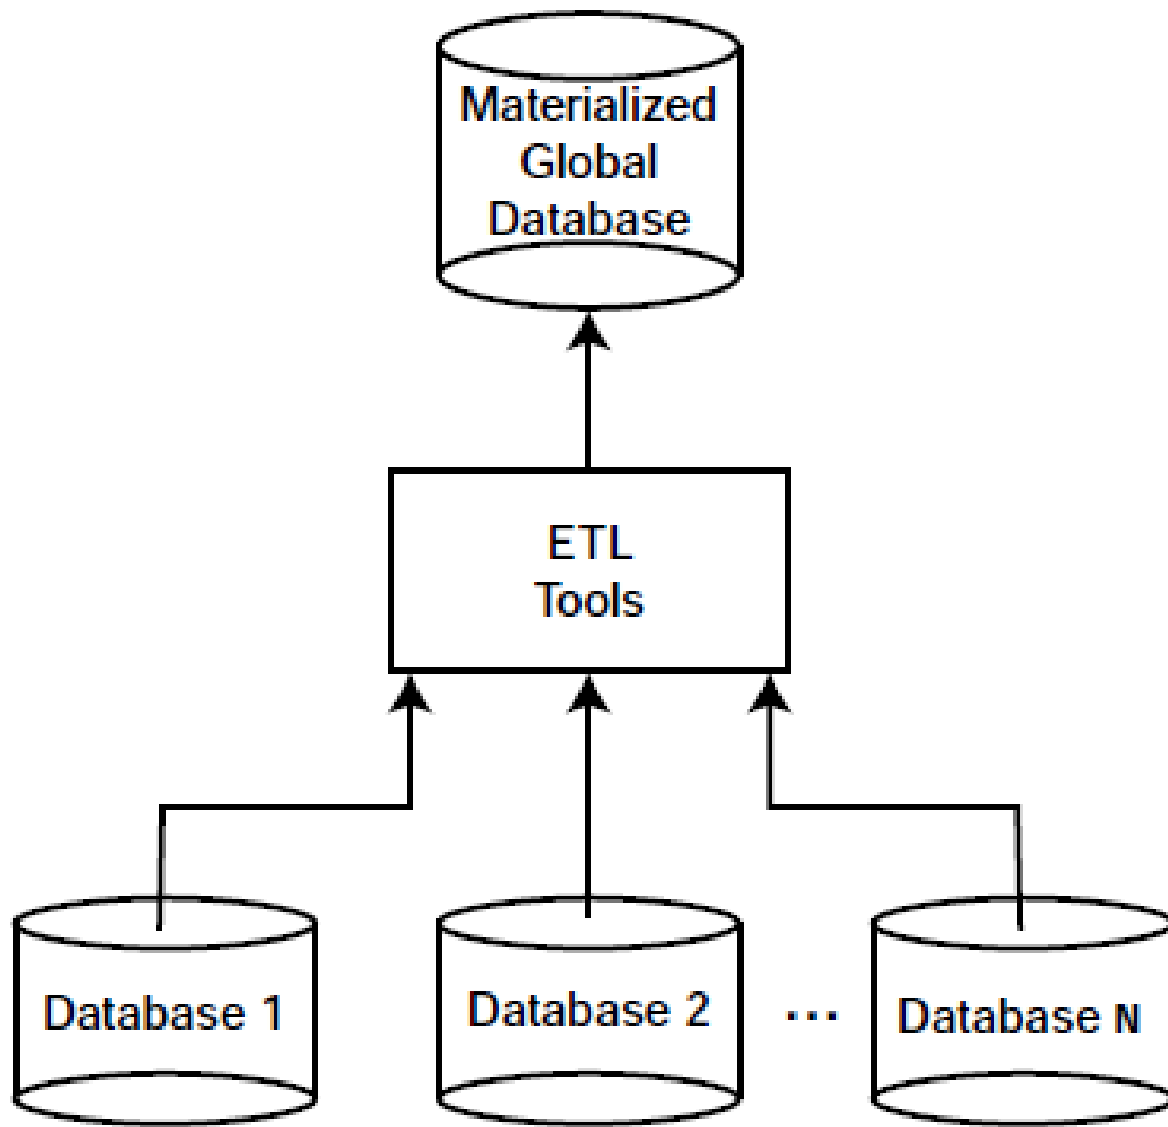 Materialized
Global
Database
ETL
Tools
Database 1
Database 2
...
Database N